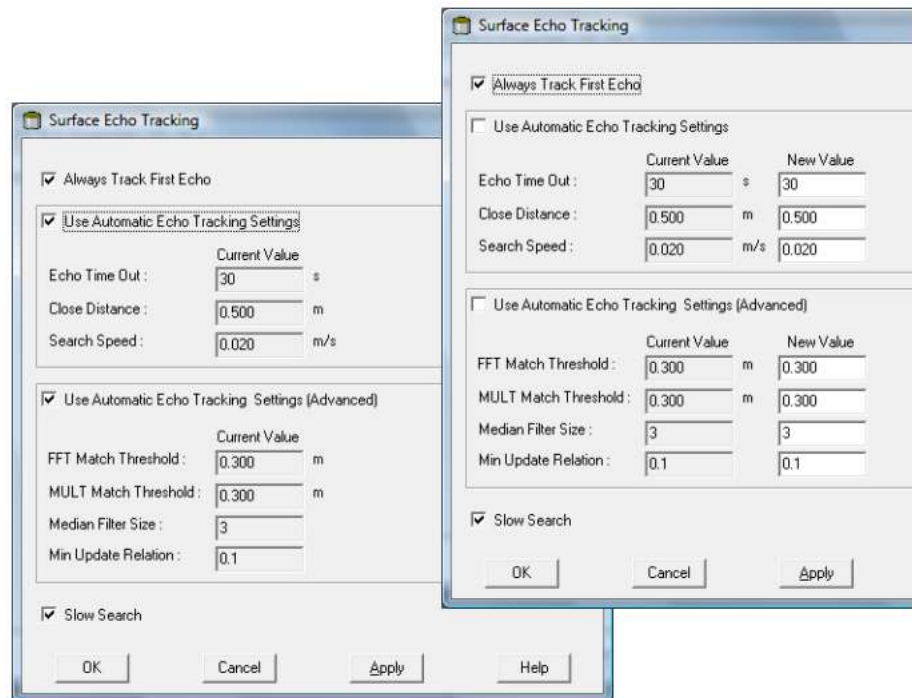 Surface Echo Tracking
Always Track First Echo
Use Automatic Echo Tracking Settings
Current Value
Echo Time Out : 30 s
Close Distance : 0.500 m
Search Speed : 0.020 m/s
Use Automatic Echo Tracking Settings (Advanced)
Current Value
FFT Match Threshold : 0.300 m
MULT Match Threshold : 0.300 m
Median Filter Size : 3
Min Update Relation : 0.1
Slow Search
OK Cancel Apply Help
Surface Echo Tracking
Always Track First Echo
Use Automatic Echo Tracking Settings
Current Value New Value
Echo Time Out : 30 s 30
Close Distance : 0.500 m 0.500
Search Speed : 0.020 m/s 0.020
Use Automatic Echo Tracking Settings (Advanced)
Current Value New Value
FFT Match Threshold : 0.300 m 0.300
MULT Match Threshold : 0.300 m 0.300
Median Filter Size : 3 3
Min Update Relation : 0.1 0.1
Slow Search
OK Cancel Apply